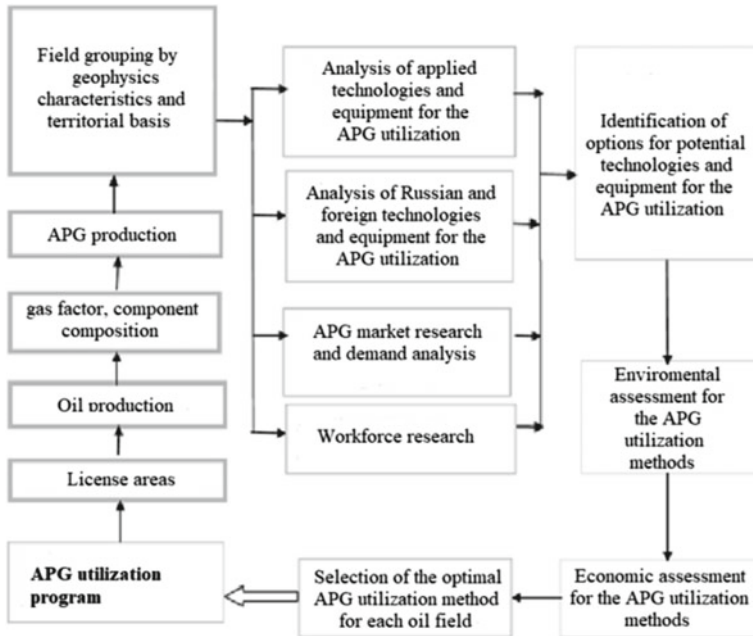 Field grouping by
geophysics
characteristics and
territorial basis
APG production
gas factor, component
composition
Oil production
License areas
APG utilization
program
Analysis of applied
technologies and
equipment for the
APG utilization
Analysis of Russian and
foreign technologies
and equipment for the
APG utilization
APG market research
and demand analysis
Workforce research
Identification of
options for potential
technologies and
equipment for the
APG utilization
Enviromental
assessment for
the APG
utilization
methods
Economic assessment
for the APG utilization
methods
Selection of the optimal
APG utilization method
for each oil field